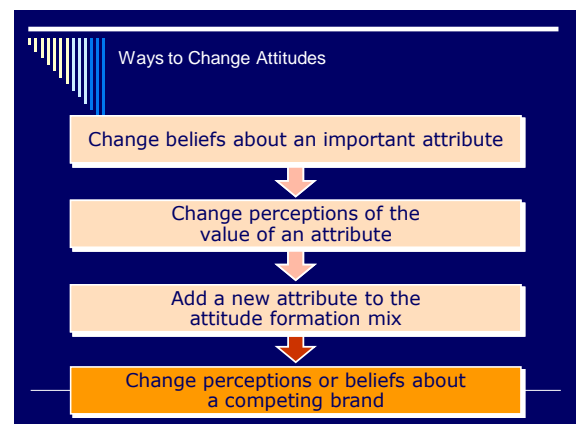 Ways to Change Attitudes
Change beliefs about an important attribute
Change perceptions of the
value of an attribute
Add a new attribute to the
attitude formation mix
Change perceptions or beliefs about
a competing brand